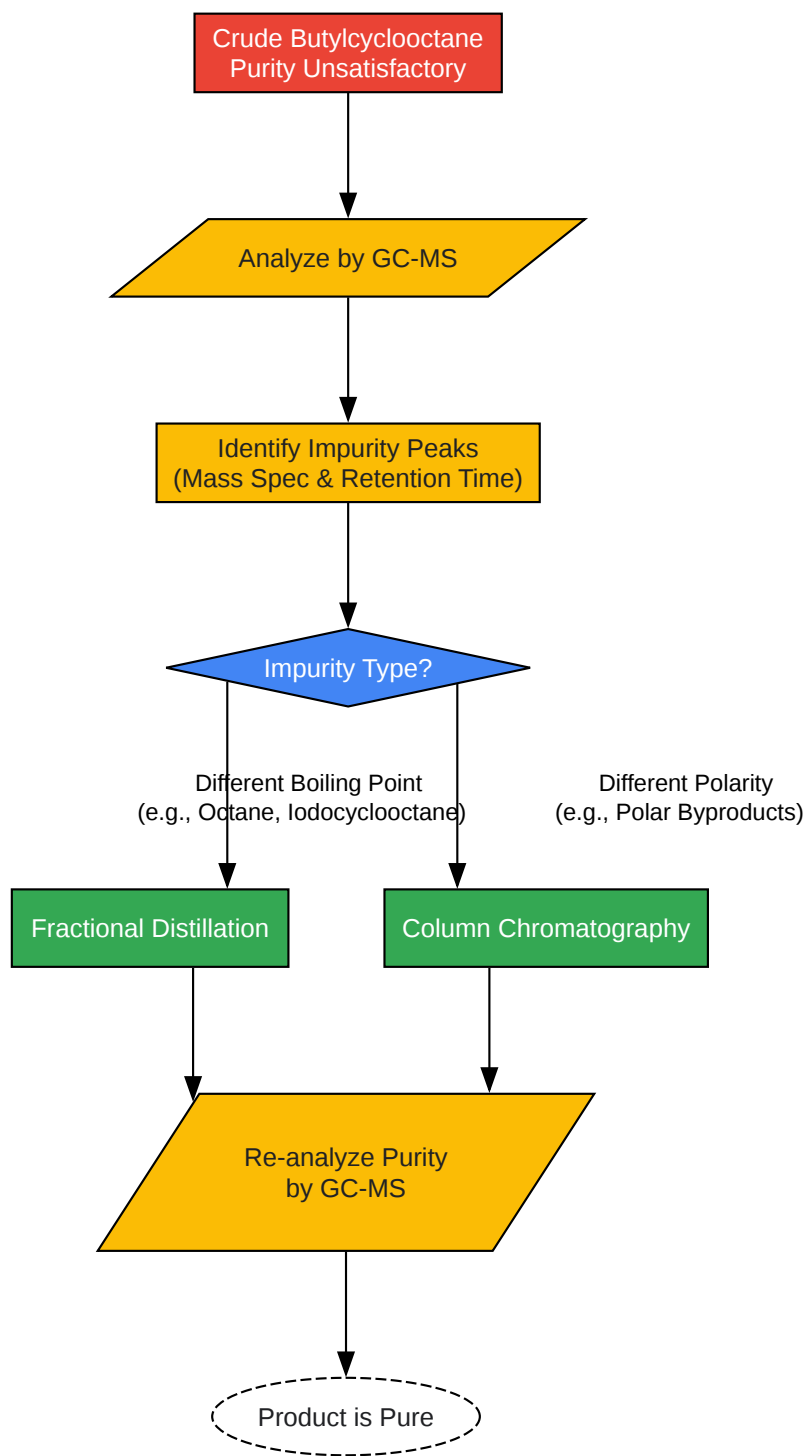 Crude Butylcyclooctane
Purity Unsatisfactory
Analyze by GC-MS
Identify Impurity Peaks
(Mass Spec & Retention Time)
Impurity Type?
Different Boiling Point
(e.g., Octane, Iodocyclooctane)
Different Polarity
(e.g., Polar Byproducts)
Fractional Distillation
Column Chromatography
Re-analyze Purity
by GC-MS
Product is Pure